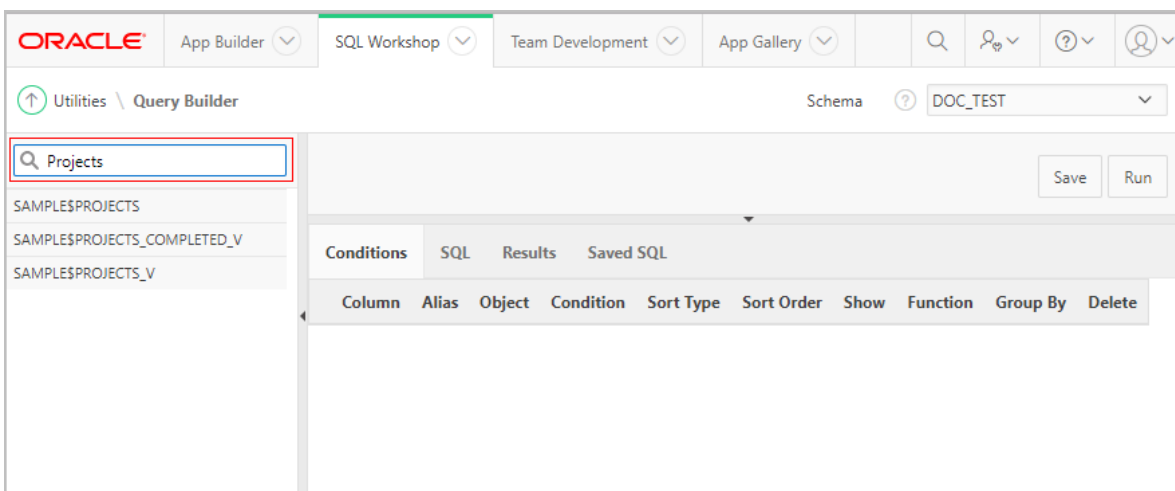 ORACLE App Builder SQL Workshop Team Development App Gallery
Utilities \ Query Builder Schema DOC_TEST
Projects
Save Run
SAMPLE$PROJECTS
SAMPLE$PROJECTS_COMPLETED_V
SAMPLE$PROJECTS_V
Conditions SQL Results Saved SQL
Column Alias Object Condition Sort Type Sort Order Show Function Group By Delete